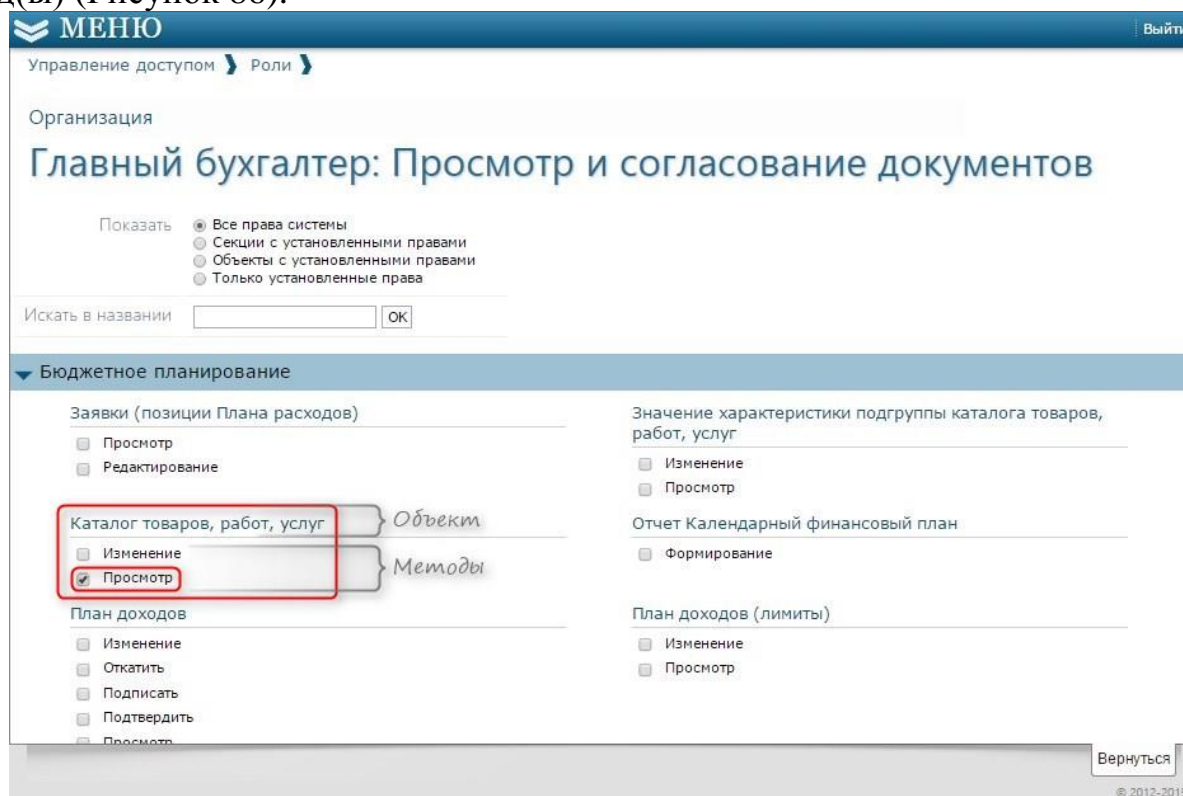 д(ы) (Рисунок 66).
МЕНЮ
Выйти
Управление доступом Роли
Организация
Главный бухгалтер: Просмотр и согласование документов
Показать
Все права системы
Секции с установленными правами
Объекты с установленными правами
Только установленные права
Искать в названии
OK
Бюджетное планирование
Заявки (позиции Плана расходов)
Просмотр
Редактирование
Значение характеристики подгруппы каталога товаров,
работ, услуг
Изменение
Просмотр
Каталог товаров, работ, услуг
Объект
Изменение
Просмотр
Методы
Отчет Календарный финансовый план
Формирование
План доходов
Изменение
Откатить
Подписать
Подтвердить
Просмотр
План доходов (лимиты)
Изменение
Просмотр
Вернуться